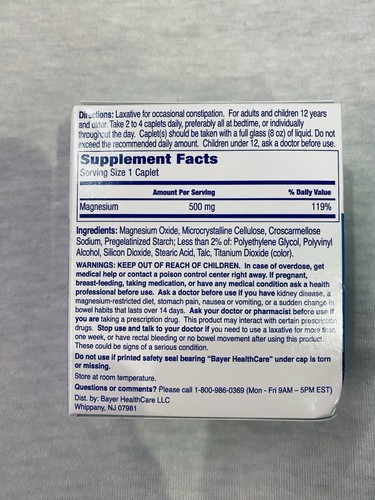 Directions: Laxative for occasional constipation. For adults and children 12 years
and older. Take 2 to 4 caplets daily, preferably all at bedtime, or individually
throughout the day. Caplet(s) should be taken with a full glass (8 oz) of liquid. Do not
exceed the recommended daily amount. Children under 12, ask a doctor before use.
Supplement Facts
Serving Size 1 Caplet
Amount Per Serving % Daily Value
Magnesium 500 mg 119%
Ingredients: Magnesium Oxide, Microcrystalline Cellulose, Croscarmellose
Sodium, Pregelatinized Starch; Less than 2% of: Polyethylene Glycol, Polyvinyl
Alcohol, Silicon Dioxide, Stearic Acid, Talc, Titanium Dioxide (color).
WARNINGS: KEEP OUT OF REACH OF CHILDREN. In case of overdose, get
medical help or contact a poison control center right away. If pregnant,
breast-feeding, taking medication, or have any medical condition ask a health
professional before use. Ask a doctor before use if you have kidney disease, a
magnesium-restricted diet, stomach pain, nausea or vomiting, or a sudden change in
bowel habits that lasts over 14 days. Ask your doctor or pharmacist before use if
you are taking a prescription drug. This product may interact with certain prescription
drugs. Stop use and talk to your doctor if you need to use a laxative for more than
one week, or have rectal bleeding or no bowel movement after using this product.
These could be signs of a serious condition.
Do not use if printed safety seal bearing "Bayer HealthCare" under cap is torn
or missing.
Store at room temperature.
Questions or comments? Please call 1-800-986-0369 (Mon - Fri 9AM – 5PM EST)
Dist. by: Bayer HealthCare LLC
Whippany, NJ 07981